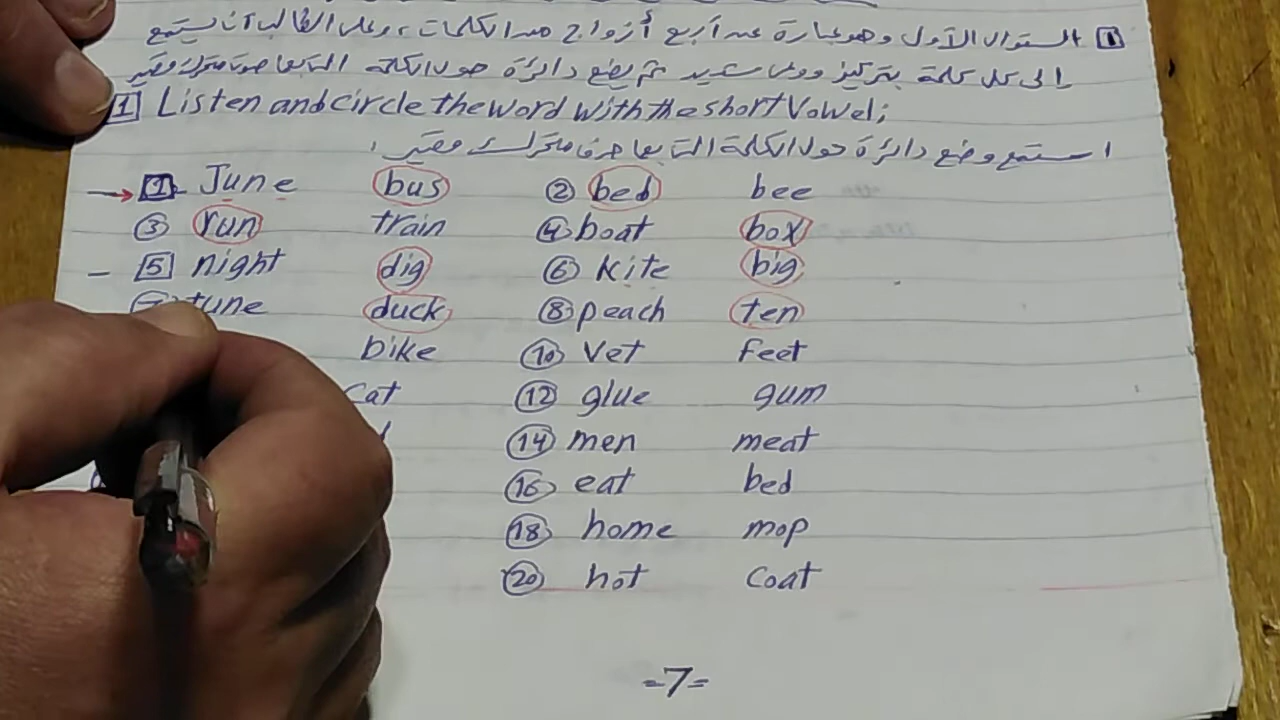 1 السؤال الأول وهو عبارة عن أربع أزواج من الكلمات، وعلى الطالب أن يستمع
إلى كل كلمة بتركيز ووعي شديد ثم يضع دائرة حول الكلمة التي بها صوت متحرك قصير
1 Listen and circle the word with the short Vowel;
استمع وضع دائرة حول الكلمة التي بها حرف متحرك قصير:
1 June bus 2 bed bee
3 run train 4 boat box
5 night dig 6 kite big
7 tune duck 8 peach ten
bike 10 vet feet
cat 12 glue gum
14 men meat
16 eat bed
18 home mop
20 hot coat
=7=